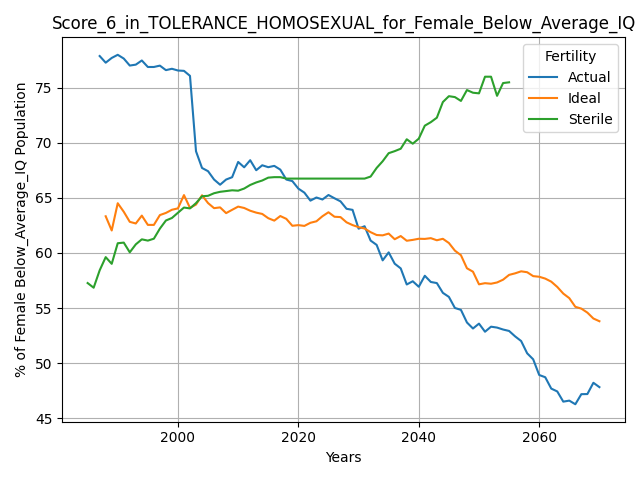 Score_6_in_TOLERANCE_HOMOSEXUAL_for_Female_Below_Average_IQ
Fertility
Actual
Ideal
Sterile
% of Female Below_Average_IQ Population
75
70
65
60
55
50
45
2000
2020
2040
2060
Years